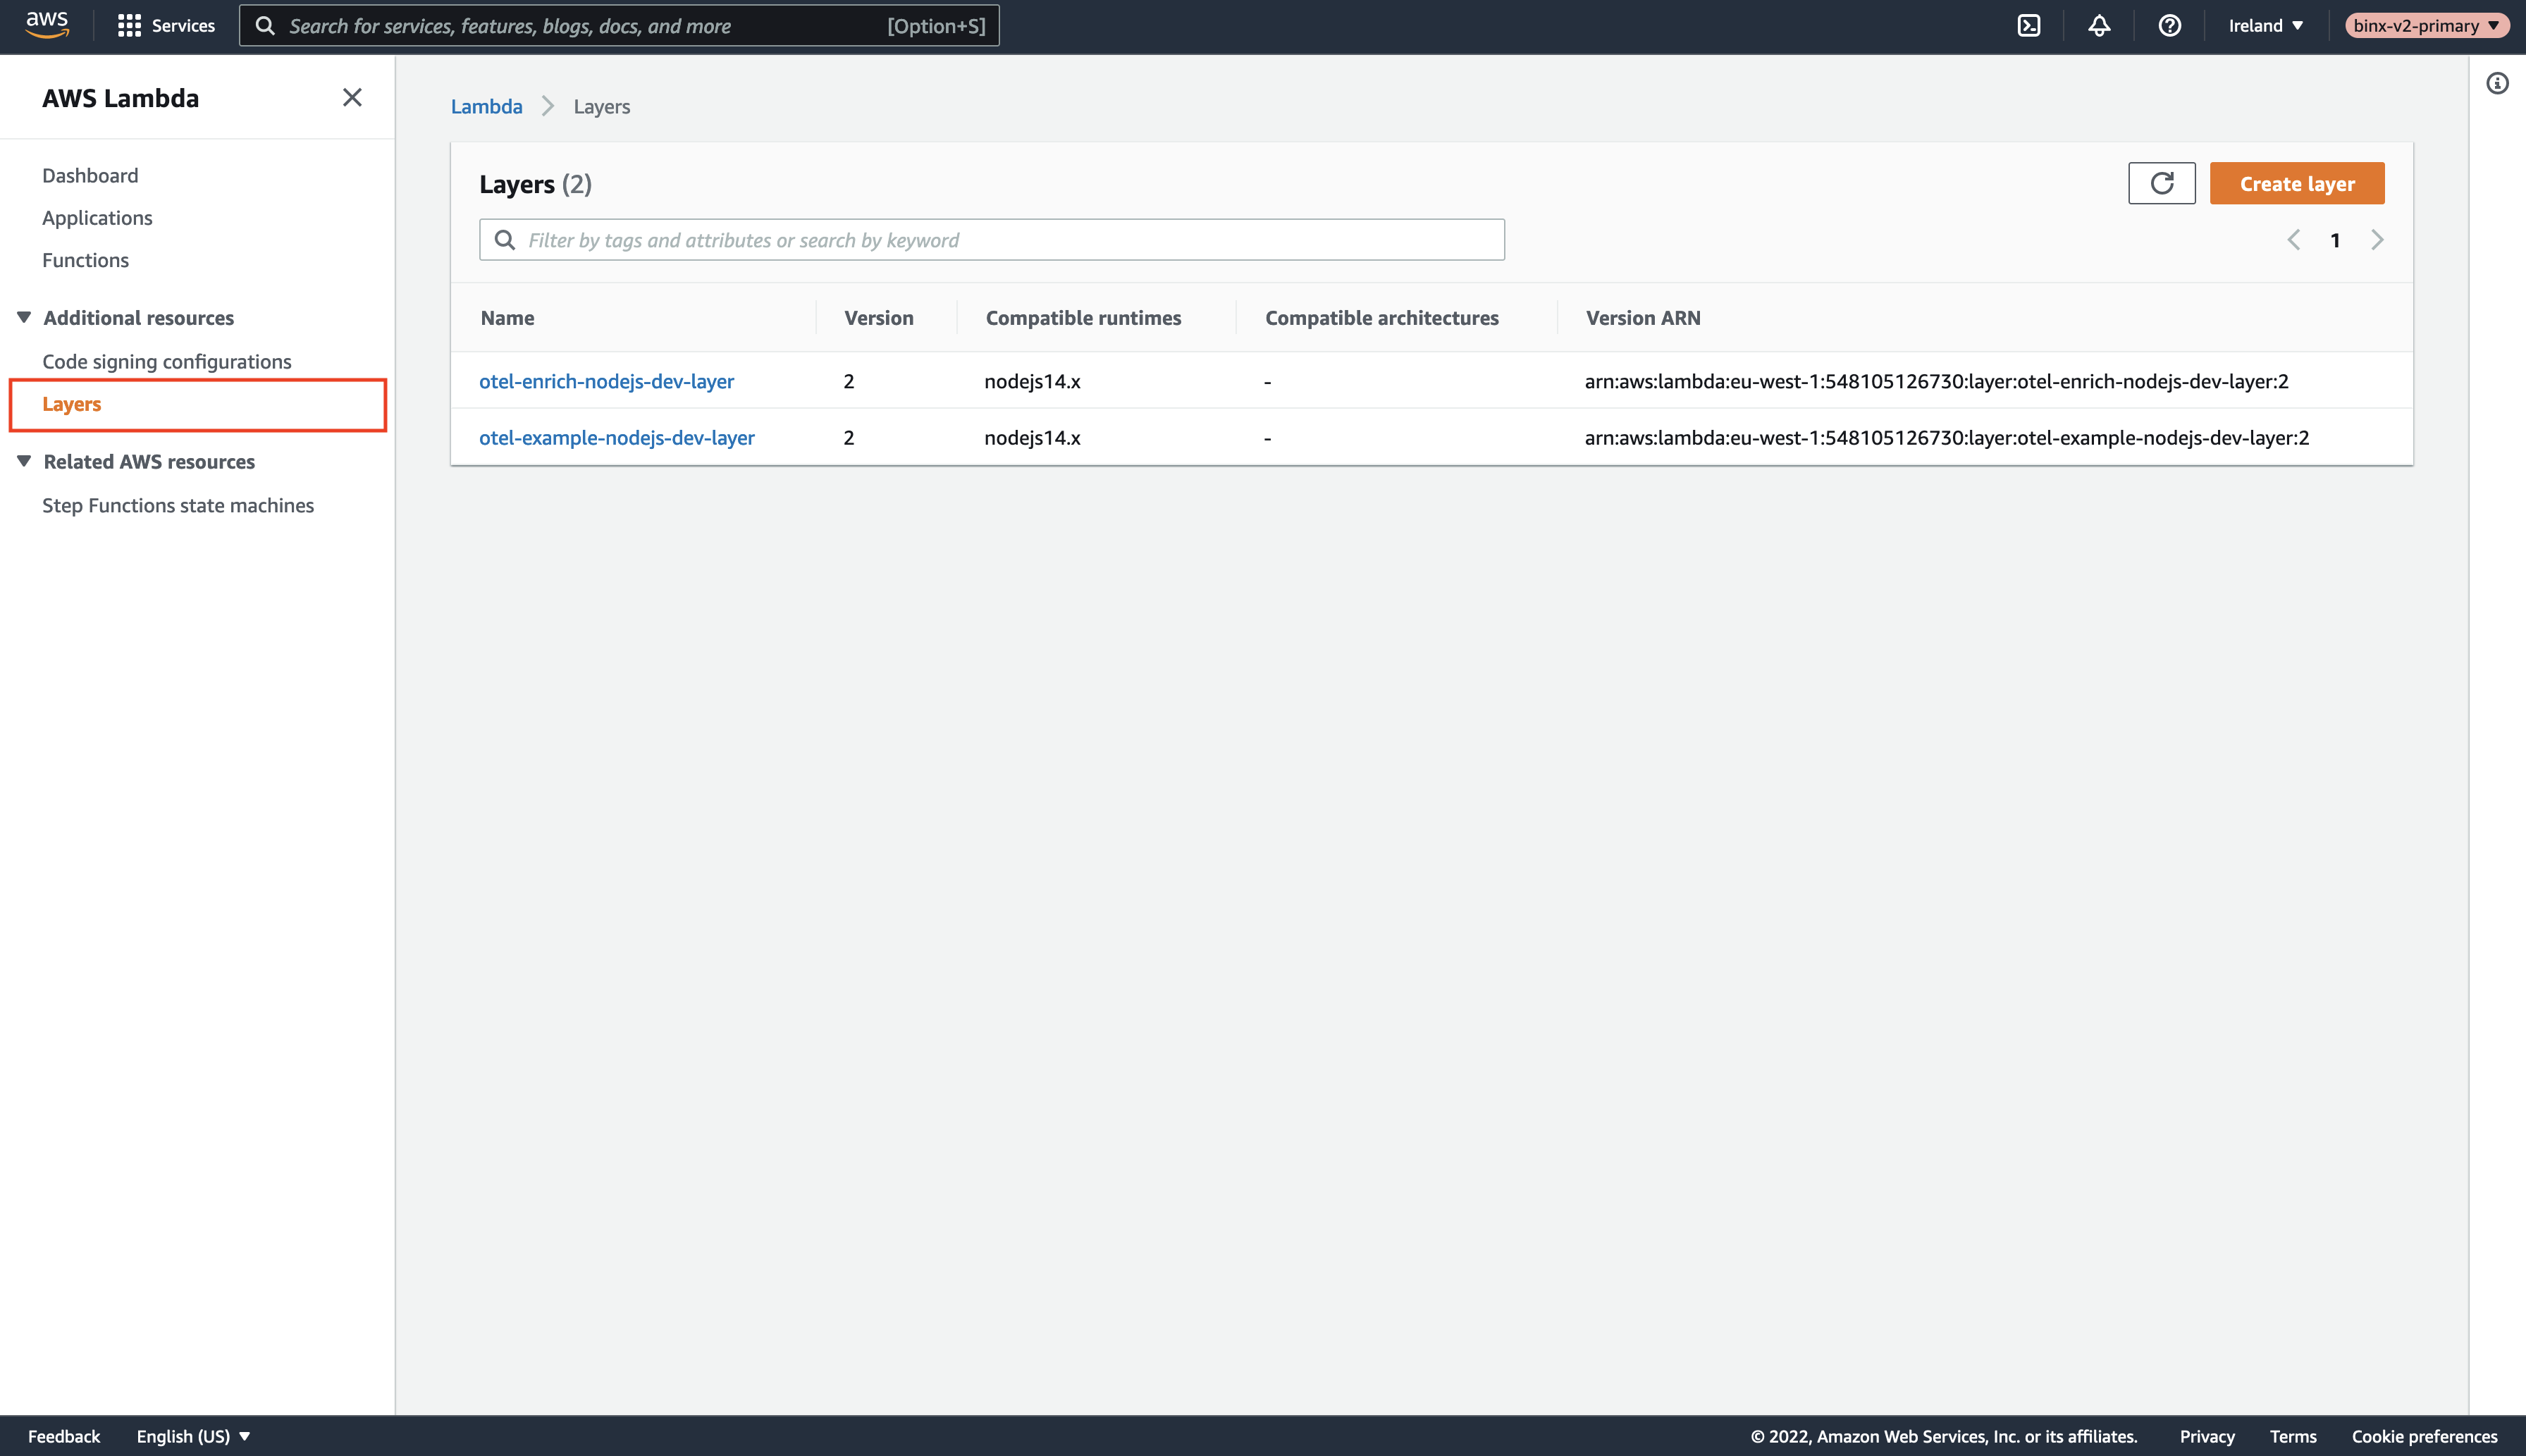 aws Services Search for services, features, blogs, docs, and more [Option+S] Ireland binx-v2-primary
AWS Lambda
Dashboard
Applications
Functions
Additional resources
Code signing configurations
Layers
Related AWS resources
Step Functions state machines
Lambda Layers
Layers (2) Create layer
Filter by tags and attributes or search by keyword 1
Name Version Compatible runtimes Compatible architectures Version ARN
otel-enrich-nodejs-dev-layer 2 nodejs14.x - arn:aws:lambda:eu-west-1:548105126730:layer:otel-enrich-nodejs-dev-layer:2
otel-example-nodejs-dev-layer 2 nodejs14.x - arn:aws:lambda:eu-west-1:548105126730:layer:otel-example-nodejs-dev-layer:2
Feedback English (US) © 2022, Amazon Web Services, Inc. or its affiliates. Privacy Terms Cookie preferences